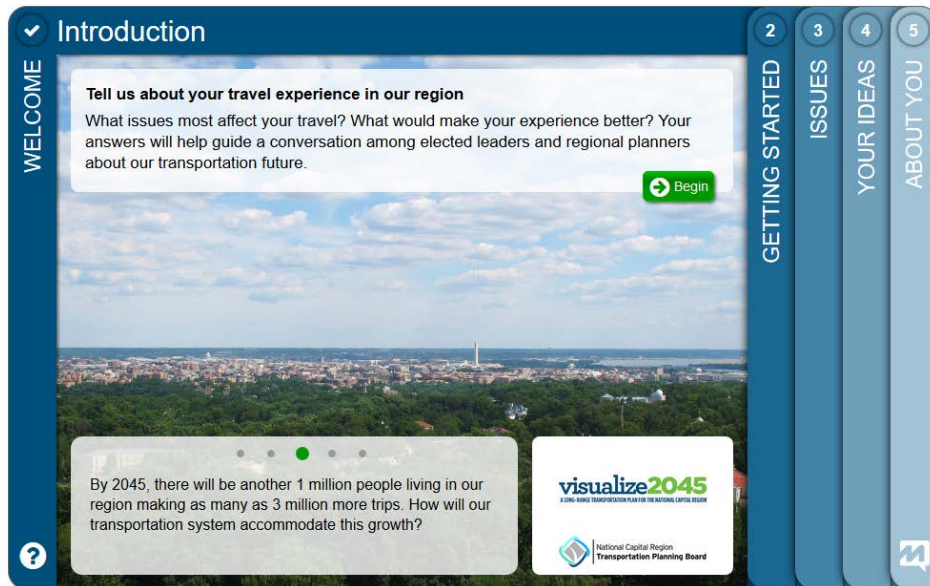 Introduction
WELCOME
Tell us about your travel experience in our region
What issues most affect your travel? What would make your experience better? Your
answers will help guide a conversation among elected leaders and regional planners
about our transportation future.
Begin
By 2045, there will be another 1 million people living in our
region making as many as 3 million more trips. How will our
transportation system accommodate this growth?
visualize2045
A LONG-RANGE TRANSPORTATION PLAN FOR THE NATIONAL CAPITAL REGION
National Capital Region
Transportation Planning Board
?
2
GETTING STARTED
3
ISSUES
4
YOUR IDEAS
5
ABOUT YOU